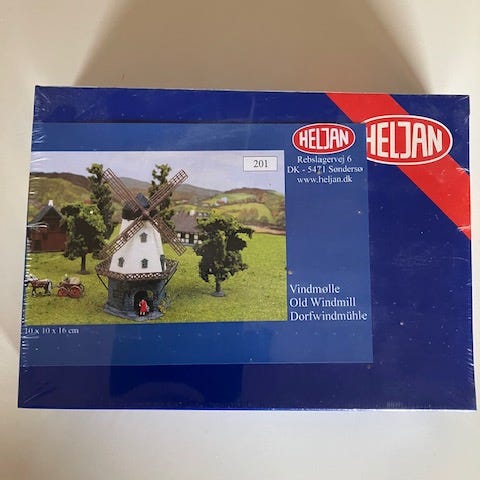 HELJAN
HELJAN
Rebslagervej 6
DK - 5471 Søndersø
www.heljan.dk
201
Vindmølle
Old Windmill
Dorfwindmühle
10 x 10 x 16 cm